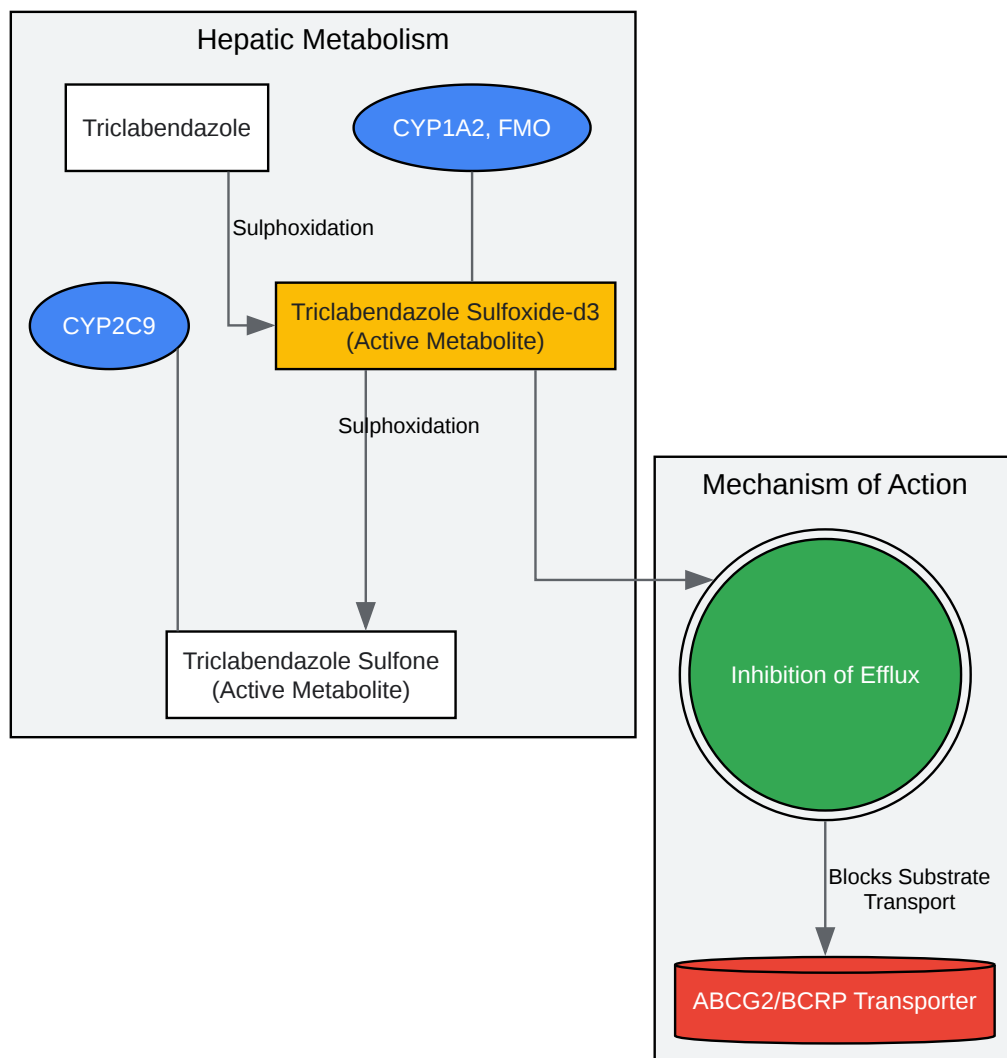 Hepatic Metabolism
Triclabendazole
CYP1A2, FMO
Sulphoxidation
CYP2C9
Triclabendazole Sulfoxide-d3
(Active Metabolite)
Sulphoxidation
Triclabendazole Sulfone
(Active Metabolite)
Mechanism of Action
Inhibition of Efflux
Blocks Substrate
Transport
ABCG2/BCRP Transporter